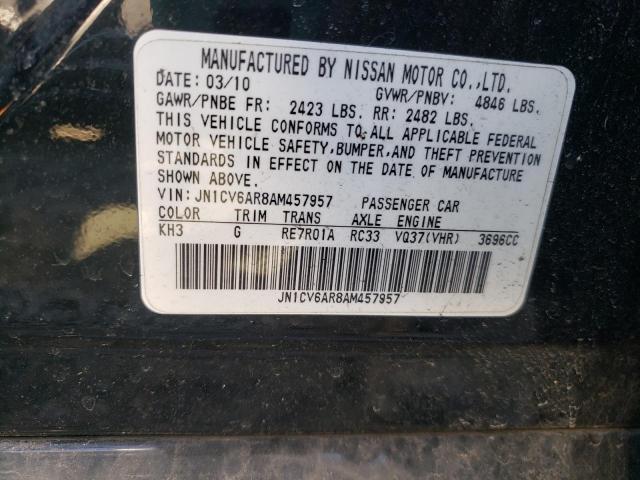 MANUFACTURED BY NISSAN MOTOR CO.,LTD.
DATE: 03/10 GVWR/PNBV: 4846 LBS.
GAWR/PNBE FR: 2423 LBS. RR: 2482 LBS.
THIS VEHICLE CONFORMS TO ALL APPLICABLE FEDERAL
MOTOR VEHICLE SAFETY,BUMPER,AND THEFT PREVENTION
STANDARDS IN EFFECT ON THE DATE OF MANUFACTURE
SHOWN ABOVE.
VIN: JN1CV6AR8AM457957 PASSENGER CAR
COLOR TRIM TRANS AXLE ENGINE
KH3 G RE7R01A RC33 VQ37(VHR) 3696CC
JN1CV6AR8AM457957